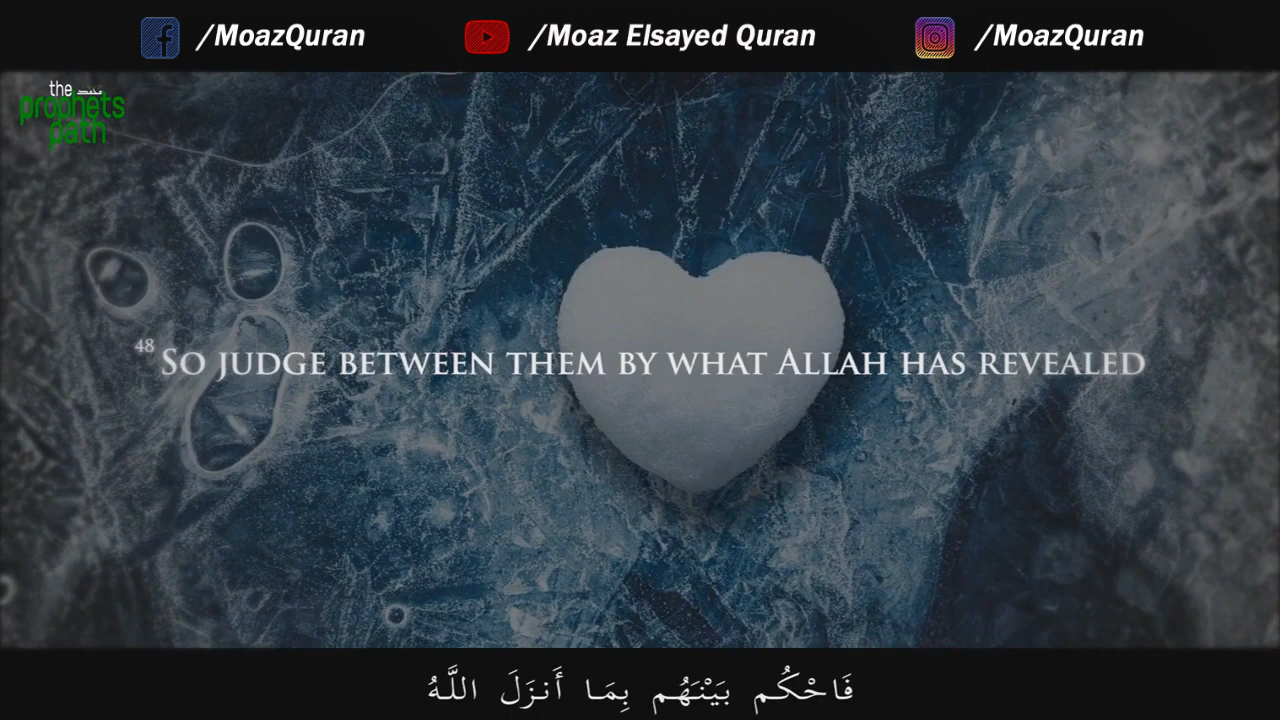 /MoazQuran /Moaz Elsayed Quran /MoazQuran
the
prophets
path
48 So judge between them by what Allah has revealed
فَاحْكُم بَيْنَهُم بِمَا أَنزَلَ اللَّهُ